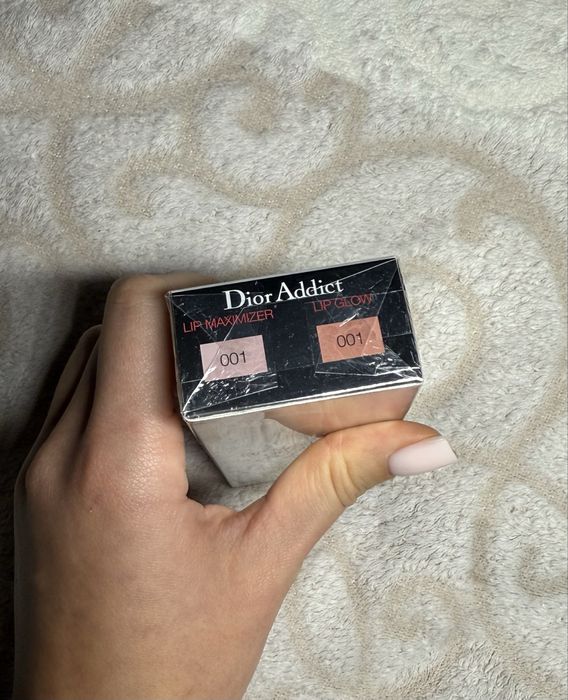 Dior Addict
LIP MAXIMIZER LIP GLOW
001 001